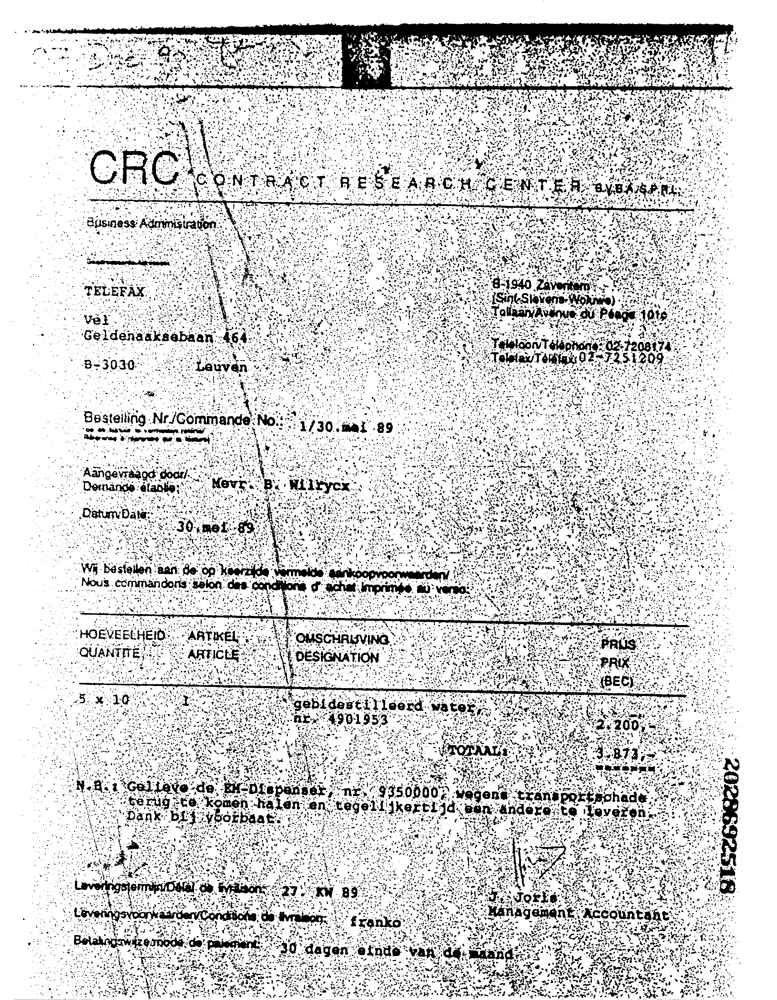 CRC CONTRACT RESEARCH CENTER B.V.B.A./S.P.R.L.
Business Administration
TELEFAX
Vel
Geldenaaksebaan 464
B-3030 Leuven
B-1940 Zaventem
(Sint-Stevens-Woluwe)
Tollaan/Avenue du Péage 101c
Telefoon/Téléphone: 02-7208174
Telefax/Téléfax: 02-7251209
Bestelling Nr./Commande No.: 1/30.mei 89
Aangevraagd door/
Demande établie: Mevr. B. Wilrycx
Datum/Date: 30.mei 89
Wij bestellen aan de op keerzijde vermelde aankoopvoorwaarden/
Nous commandons selon des conditions d' achat imprimée au verso:
HOEVEELHEID ARTIKEL OMSCHRIJVING PRIJS
QUANTITE ARTICLE DESIGNATION PRIX
(BEC)
5 x 10 1 gebidestilleerd water,
nr. 4901953 2.200,-
TOTAAL: 3.873,-
N.B.: Gelieve de EM-Dispenser, nr. 9350000, wegens transportschade
terug te komen halen en tegelijkertijd een andere te leveren.
Dank bij voorbaat.
Leveringstermijn/Délai de livraison: 27. KW 89
J. Joris
Management Accountant
Leveringsvoorwaarden/Conditions de livraison: franko
Betalingswijze/mode de paiement: 30 dagen einde van de maand
2028692518